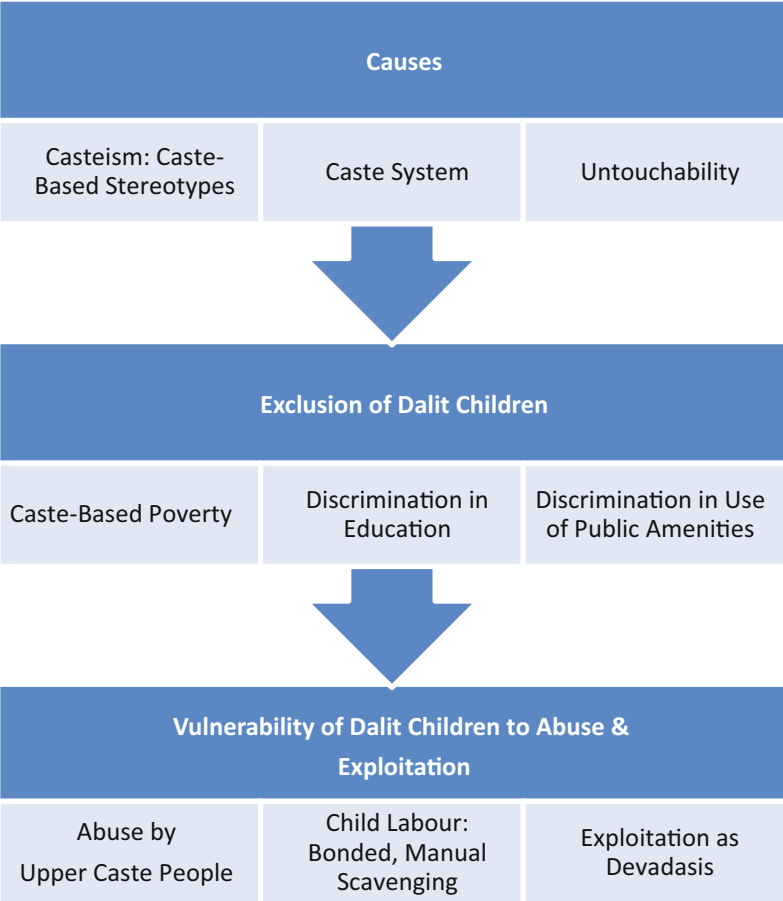 Causes
Casteism: Caste-
Based Stereotypes
Caste System
Untouchability
Exclusion of Dalit Children
Caste-Based Poverty
Discrimination in
Education
Discrimination in Use
of Public Amenities
Vulnerability of Dalit Children to Abuse &
Exploitation
Abuse by
Upper Caste People
Child Labour:
Bonded, Manual
Scavenging
Exploitation as
Devadasis